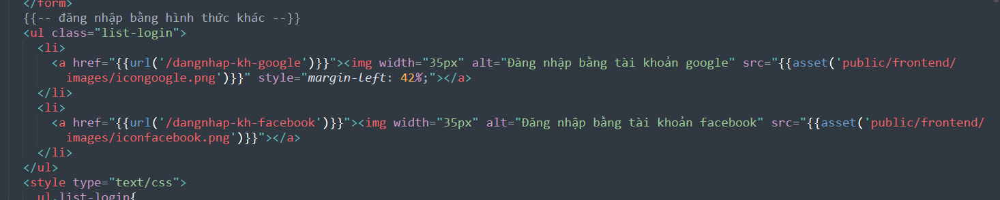 </form>
{{-- đăng nhập bằng hình thức khác --}}
<ul class="list-login">
<li>
<a href="{{url('/dangnhap-kh-google')}}"><img width="35px" alt="Đăng nhập bằng tài khoản google" src="{{asset('public/frontend/
images/icongoogle.png')}}" style="margin-left: 42%;"></a>
</li>
<li>
<a href="{{url('/dangnhap-kh-facebook')}}"><img width="35px" alt="Đăng nhập bằng tài khoản facebook" src="{{asset('public/frontend/
images/iconfacebook.png')}}"></a>
</li>
</ul>
<style type="text/css">
ul.list-login{